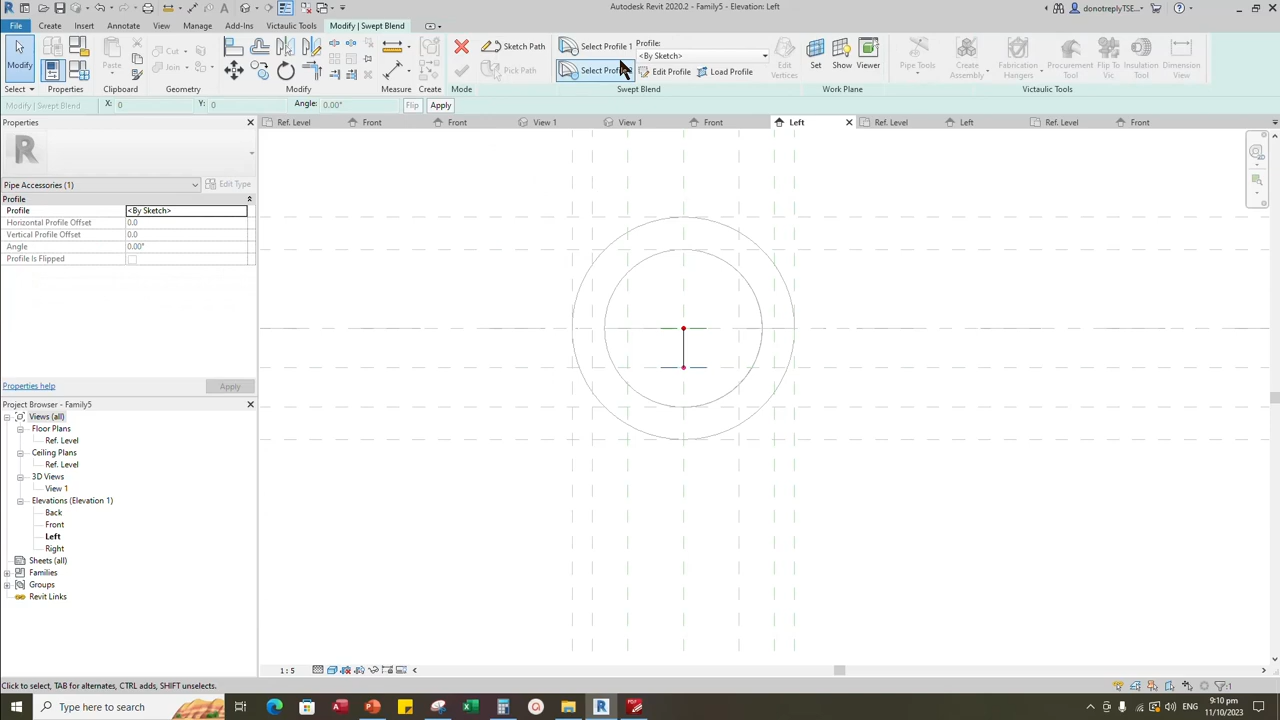 Autodesk Revit 2020.2 - Family5 - Elevation: Left
donotreplyTSE...
File
Create
Insert
Annotate
View
Manage
Add-Ins
Victaulic Tools
Modify | Swept Blend
Modify
Paste
Cut
Join
Sketch Path
Pick Path
Select Profile 1
Select Profile
Profile:
<By Sketch>
Edit Profile
Load Profile
Edit
Vertices
Set
Show
Viewer
Pipe Tools
Create
Assembly
Fabrication
Hangers
Procurement
Tool
Flip To
Vic
Insulation
Tool
Dimension
View
Select
Properties
Clipboard
Geometry
Modify
Measure
Create
Mode
Swept Blend
Work Plane
Victaulic Tools
Modify | Swept Blend
X: 0
Y: 0
Angle: 0.00°
Flip
Apply
Properties
Ref. Level
Front
Front
View 1
View 1
Front
Left
Ref. Level
Left
Ref. Level
Front
Pipe Accessories (1)
Edit Type
Profile
Profile <By Sketch>
Horizontal Profile Offset 0.0
Vertical Profile Offset 0.0
Angle 0.00°
Profile Is Flipped
Properties help
Apply
Project Browser - Family5
Views (all)
Floor Plans
Ref. Level
Ceiling Plans
Ref. Level
3D Views
View 1
Elevations (Elevation 1)
Back
Front
Left
Right
Sheets (all)
Families
Groups
Revit Links
1:5
Click to select, TAB for alternates, CTRL adds, SHIFT unselects.
:1
Type here to search
9:10 pm
11/10/2023